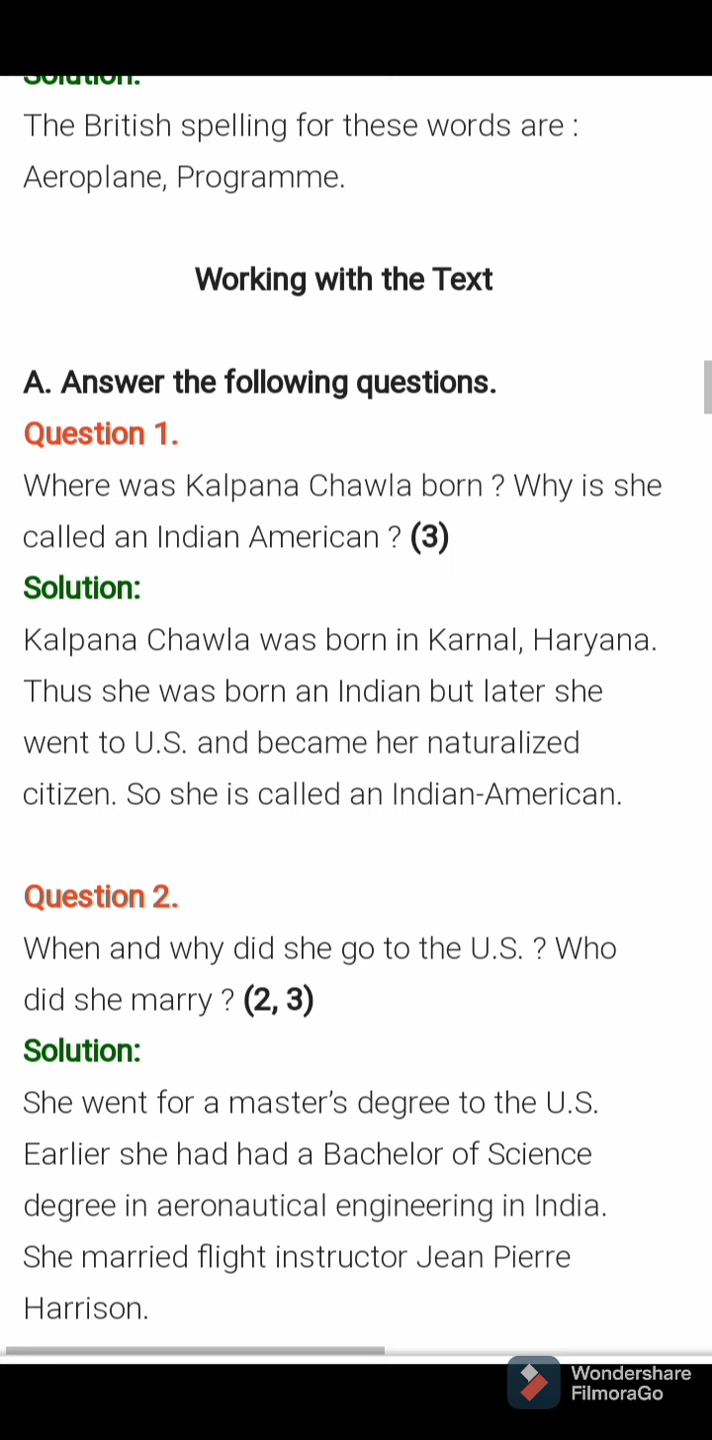 Solution:
The British spelling for these words are :
Aeroplane, Programme.
Working with the Text
A. Answer the following questions.
Question 1.
Where was Kalpana Chawla born ? Why is she
called an Indian American ? (3)
Solution:
Kalpana Chawla was born in Karnal, Haryana.
Thus she was born an Indian but later she
went to U.S. and became her naturalized
citizen. So she is called an Indian-American.
Question 2.
When and why did she go to the U.S. ? Who
did she marry ? (2, 3)
Solution:
She went for a master's degree to the U.S.
Earlier she had had a Bachelor of Science
degree in aeronautical engineering in India.
She married flight instructor Jean Pierre
Harrison.
Wondershare
FilmoraGo